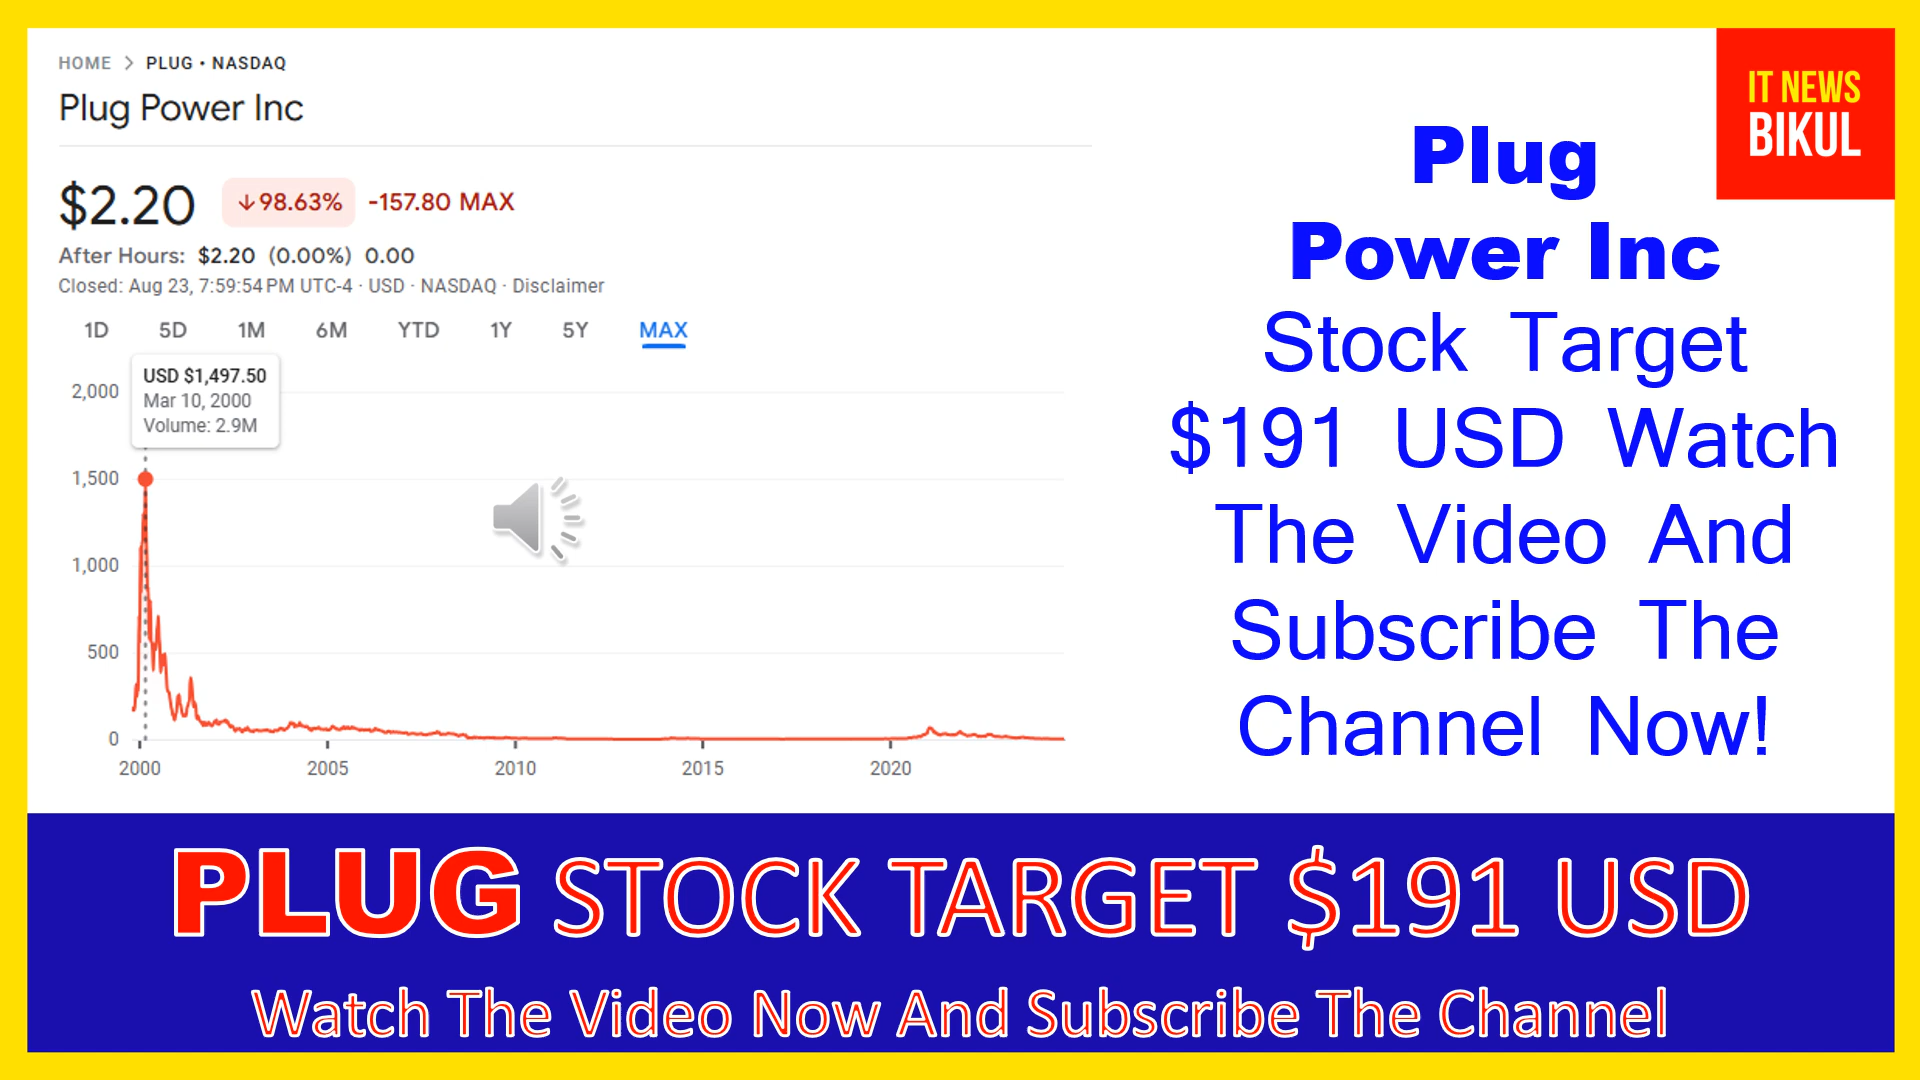 HOME > PLUG • NASDAQ
Plug Power Inc
$2.20 ↓98.63% -157.80 MAX
After Hours: $2.20 (0.00%) 0.00
Closed: Aug 23, 7:59:54 PM UTC-4 · USD · NASDAQ · Disclaimer
1D 5D 1M 6M YTD 1Y 5Y MAX
USD $1,497.50
Mar 10, 2000
Volume: 2.9M
2,000
1,500
1,000
500
0
2000 2005 2010 2015 2020
IT NEWS
BIKUL
Plug
Power Inc
Stock Target
$191 USD Watch
The Video And
Subscribe The
Channel Now!
PLUG STOCK TARGET $191 USD
Watch The Video Now And Subscribe The Channel